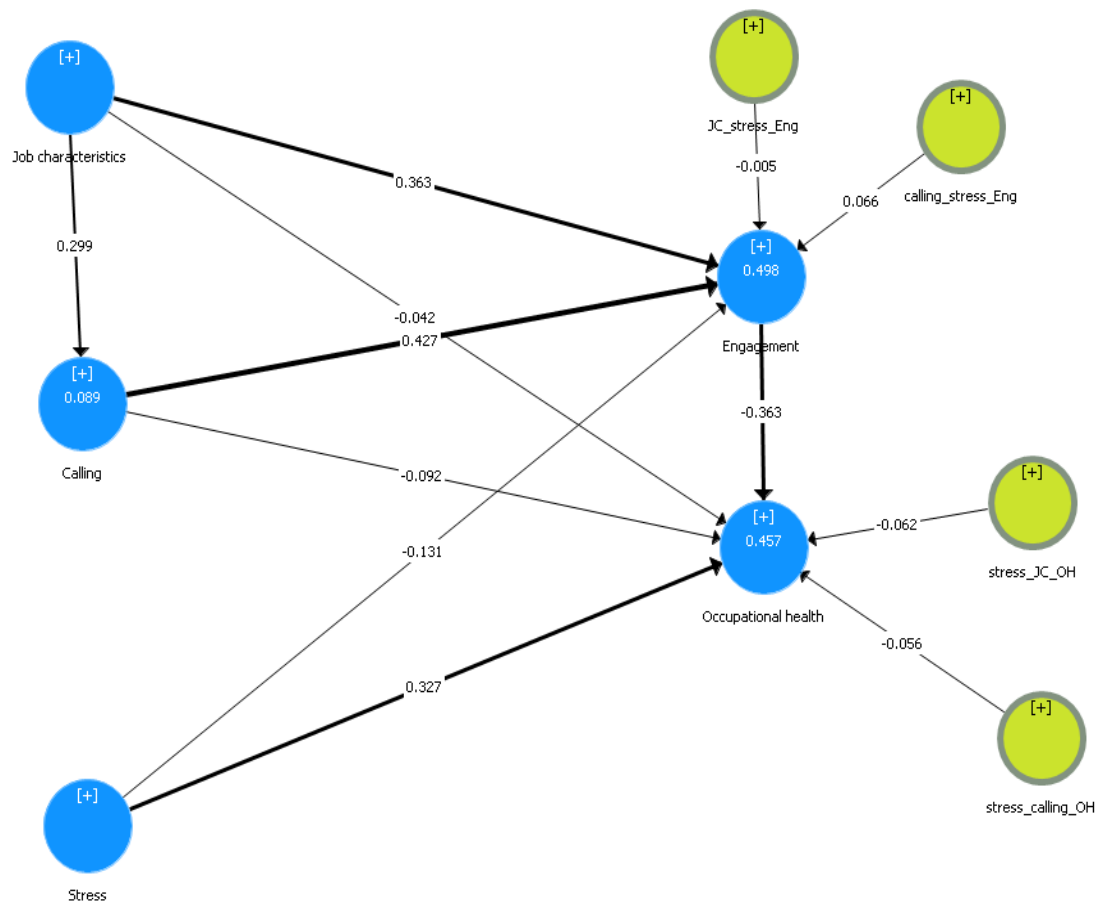 [+]
[+]
JC_stress_Eng
[+]
Job characteristics
-0.005
0.363
0.066
calling_stress_Eng
0.299
[+]
0.498
-0.042
0.427
Engagement
[+]
0.089
-0.363
Calling
-0.092
[+]
-0.131
[+]
0.457
-0.062
stress_JC_OH
Occupational health
-0.056
0.327
[+]
[+]
stress_calling_OH
Stress